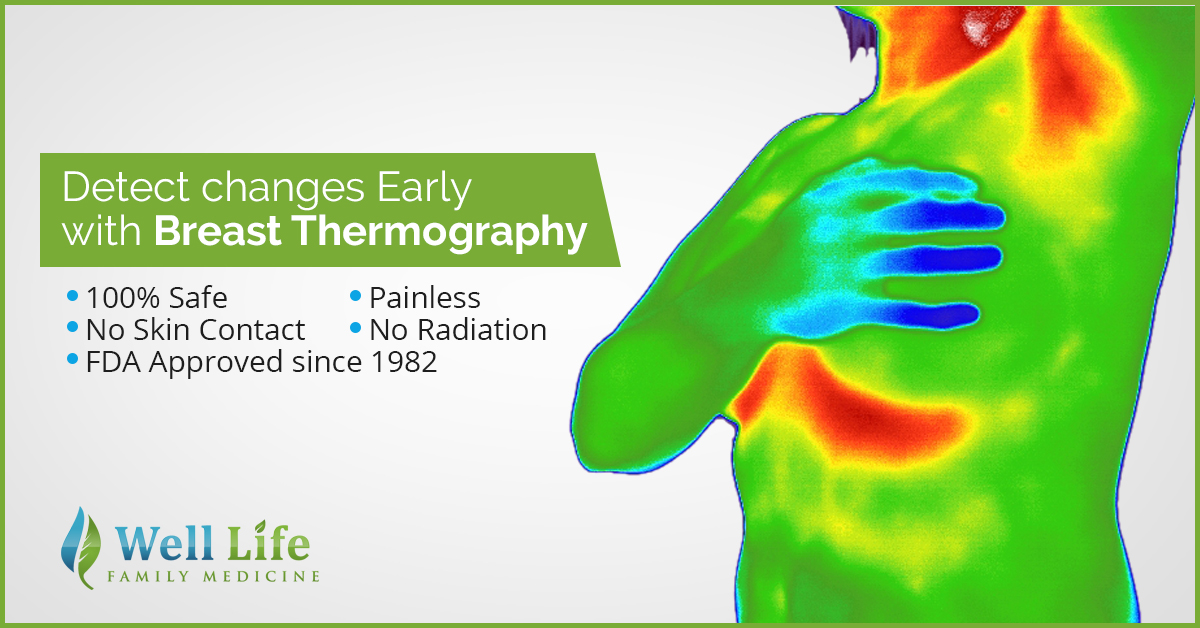 Detect changes Early
with Breast Thermography
100% Safe
Painless
No Skin Contact
No Radiation
FDA Approved since 1982
Well Life
FAMILY MEDICINE